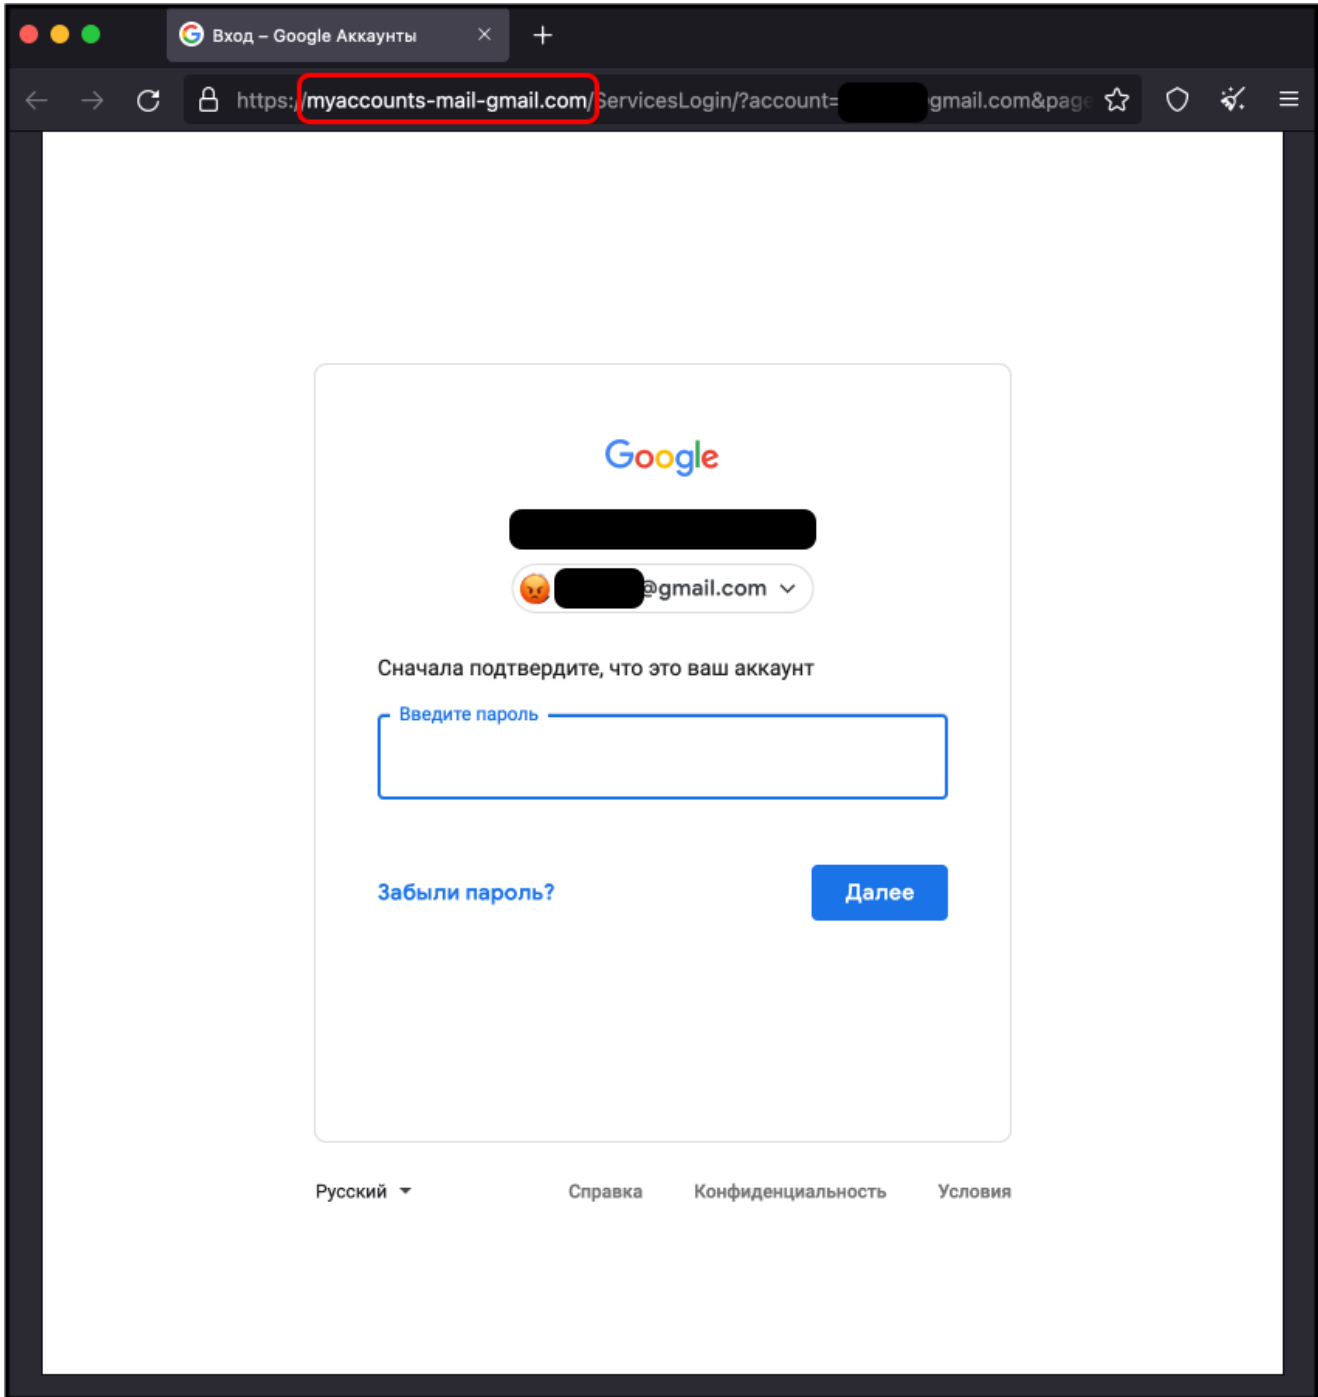 Вход – Google Аккаунты
https://myaccounts-mail-gmail.com/ServicesLogin/?account= gmail.com&page
Google
@gmail.com
Сначала подтвердите, что это ваш аккаунт
Введите пароль
Забыли пароль? Далее
Русский Справка Конфиденциальность Условия